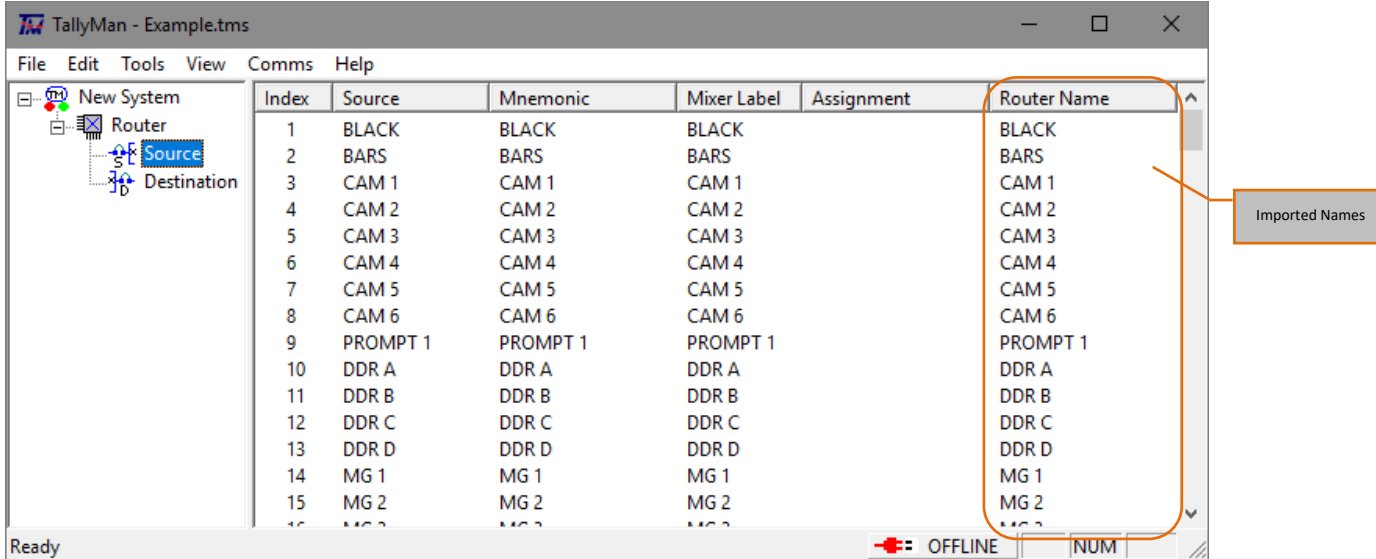 TallyMan - Example.tms
File Edit Tools View Comms Help
New System
Router
Source
Destination
Index Source Mnemonic Mixer Label Assignment Router Name
1 BLACK BLACK BLACK BLACK
2 BARS BARS BARS BARS
3 CAM 1 CAM 1 CAM 1 CAM 1
4 CAM 2 CAM 2 CAM 2 CAM 2
5 CAM 3 CAM 3 CAM 3 CAM 3
6 CAM 4 CAM 4 CAM 4 CAM 4
7 CAM 5 CAM 5 CAM 5 CAM 5
8 CAM 6 CAM 6 CAM 6 CAM 6
9 PROMPT 1 PROMPT 1 PROMPT 1 PROMPT 1
10 DDR A DDR A DDR A DDR A
11 DDR B DDR B DDR B DDR B
12 DDR C DDR C DDR C DDR C
13 DDR D DDR D DDR D DDR D
14 MG 1 MG 1 MG 1 MG 1
15 MG 2 MG 2 MG 2 MG 2
Imported Names
Ready OFFLINE NUM